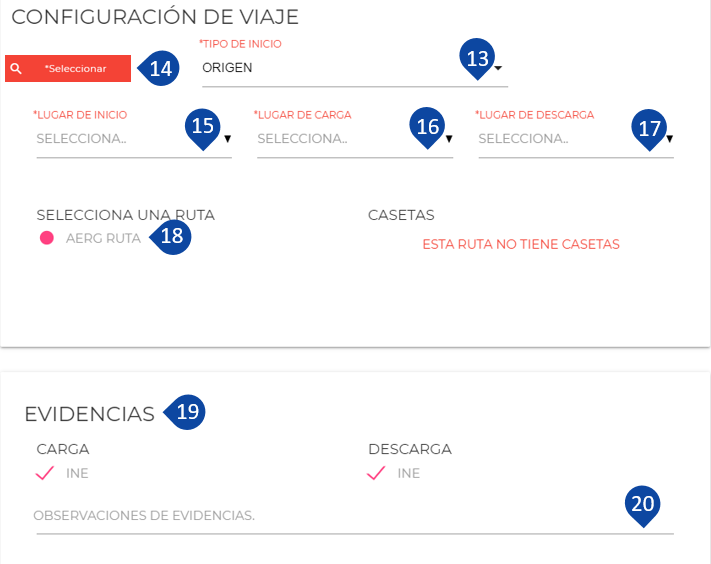 CONFIGURACIÓN DE VIAJE
*TIPO DE INICIO
*Seleccionar 14 ORIGEN 13
*LUGAR DE INICIO *LUGAR DE CARGA *LUGAR DE DESCARGA
SELECCIONA.. 15 SELECCIONA.. 16 SELECCIONA.. 17
SELECCIONA UNA RUTA CASETAS
AERG RUTA 18 ESTA RUTA NO TIENE CASETAS
EVIDENCIAS 19
CARGA DESCARGA
INE INE
OBSERVACIONES DE EVIDENCIAS. 20